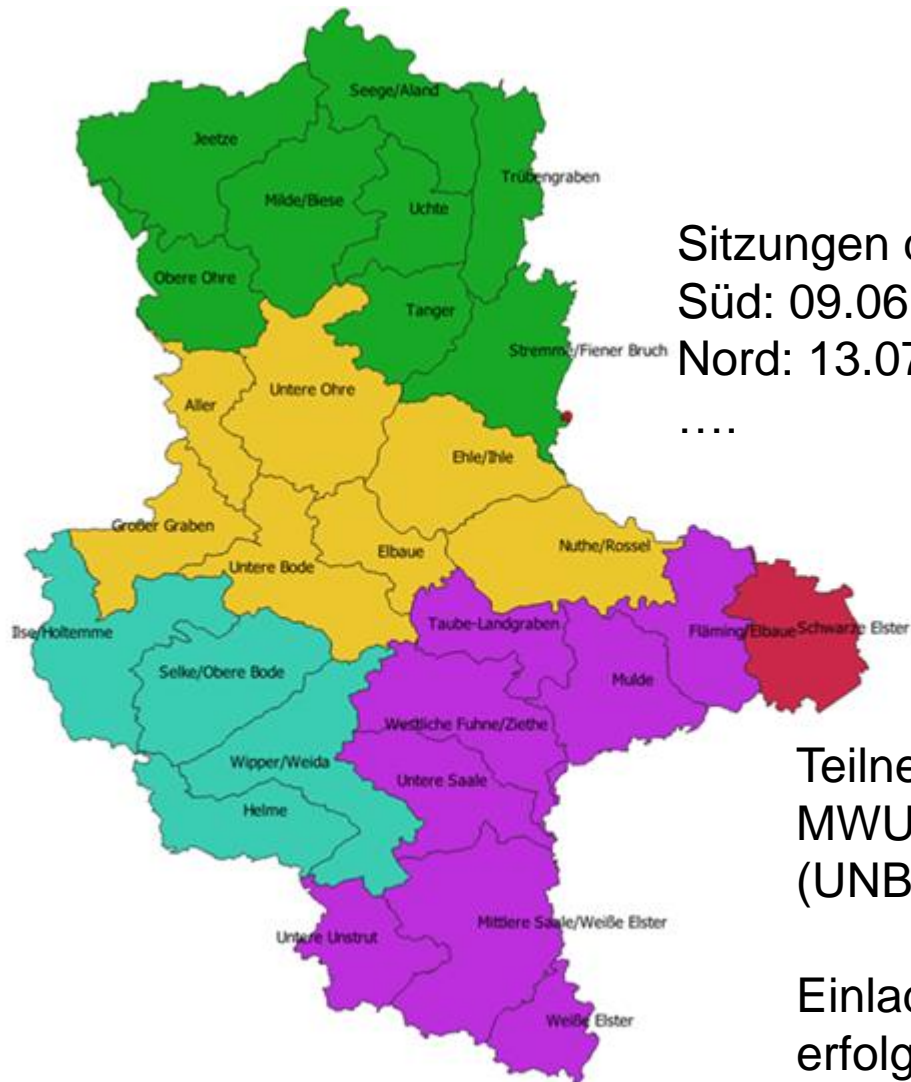 Seege/Aland
Jeetze
Trübengraben
Milde/Biese
Uchte
Obere Ohre
Tanger
Stremme/Fiener Bruch
Untere Ohre
Aller
Ehle/Ihle
Großer Graben
Elbaue
Nuthe/Rossel
Untere Bode
Ilse/Holtemme
Taube-Landgraben
Fläming/Elbaue
Schwarze Elster
Selke/Obere Bode
Mulde
Westliche Fuhne/Ziethe
Wipper/Weida
Untere Saale
Helme
Mittlere Saale/Weiße Elster
Untere Unstrut
Weiße Elster
Sitzungen
Süd: 09.06
Nord: 13.07
….
Teilne
MWU
(UNB
Einlac
erfolg